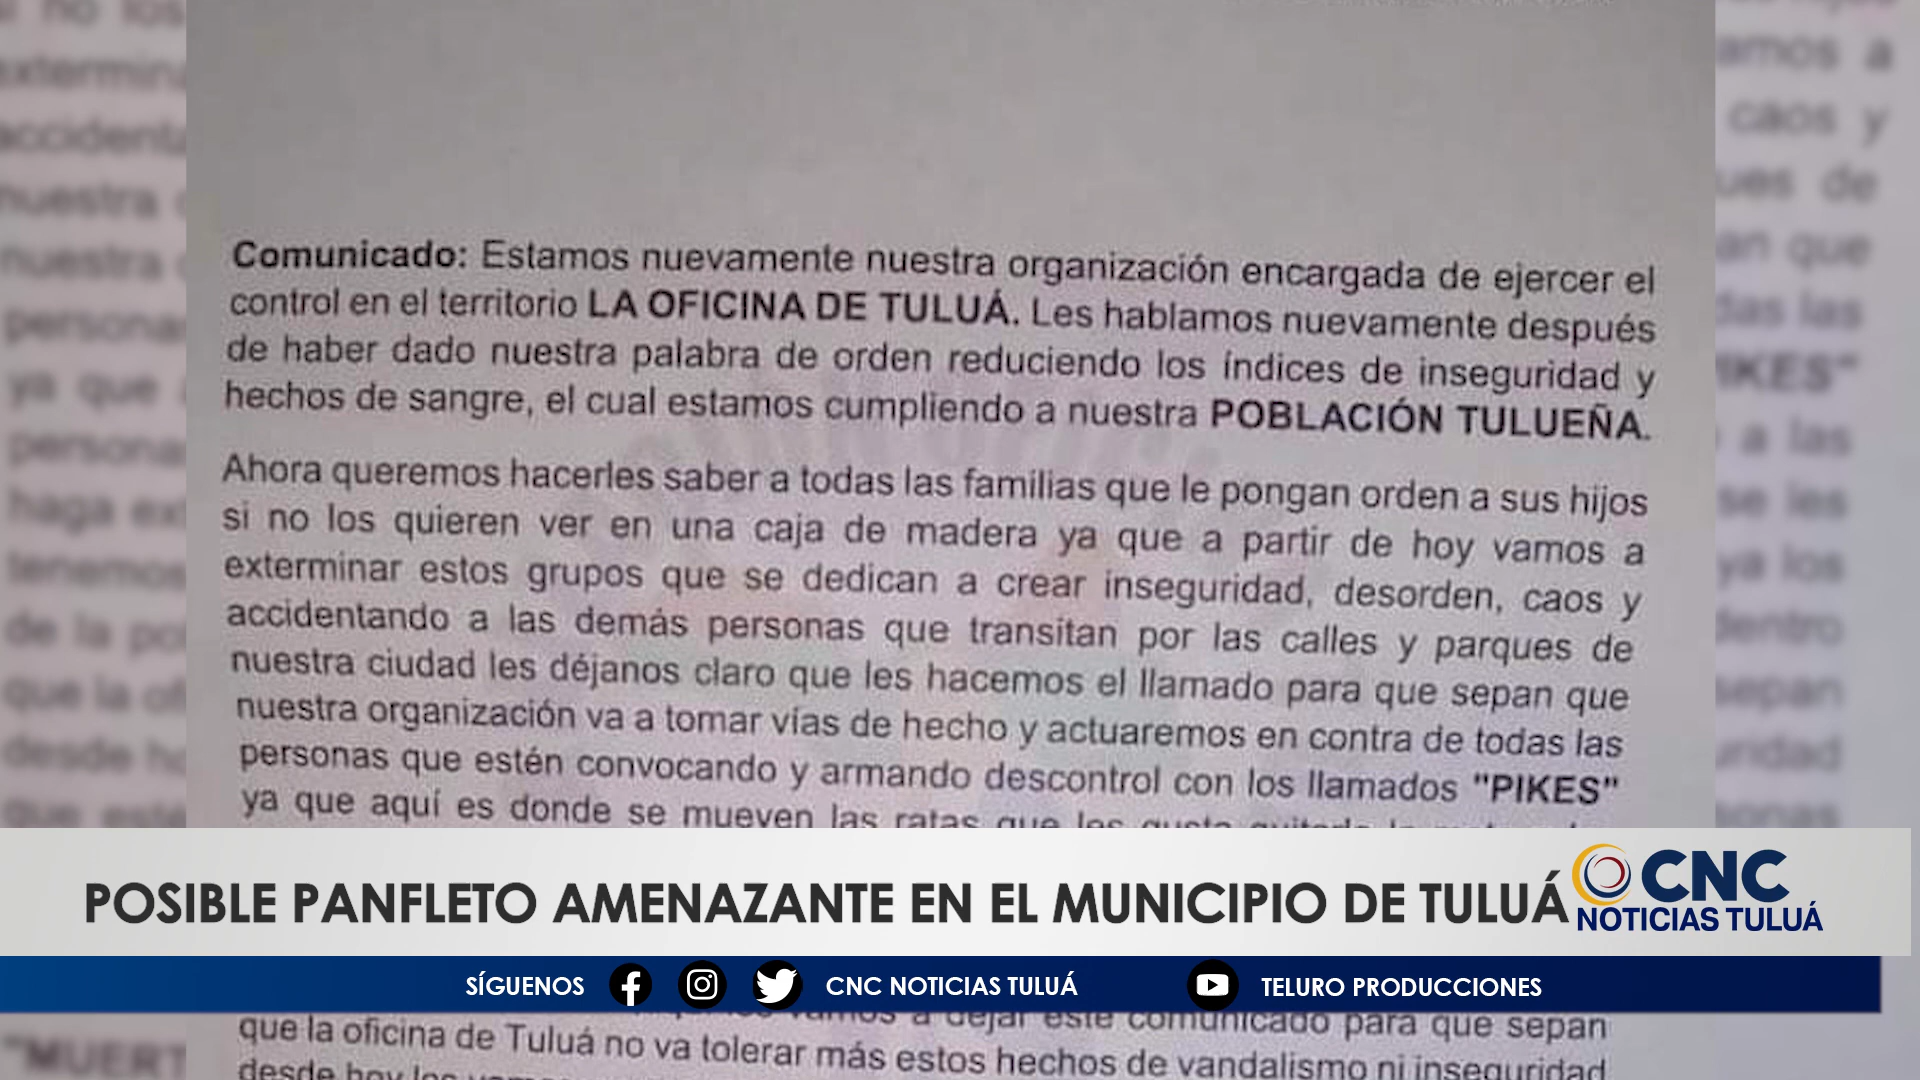 Comunicado: Estamos nuevamente nuestra organización encargada de ejercer el
control en el territorio LA OFICINA DE TULUÁ. Les hablamos nuevamente después
de haber dado nuestra palabra de orden reduciendo los índices de inseguridad y
hechos de sangre, el cual estamos cumpliendo a nuestra POBLACIÓN TULUEÑA.
Ahora queremos hacerles saber a todas las familias que le pongan orden a sus hijos
si no los quieren ver en una caja de madera ya que a partir de hoy vamos a
exterminar estos grupos que se dedican a crear inseguridad, desorden, caos y
accidentando a las demás personas que transitan por las calles y parques de
nuestra ciudad les déjanos claro que les hacemos el llamado para que sepan que
nuestra organización va a tomar vías de hecho y actuaremos en contra de todas las
personas que estén convocando y armando descontrol con los llamados "PIKES"
ya que aquí es donde se mueven las ratas que les gusta
POSIBLE PANFLETO AMENAZANTE EN EL MUNICIPIO DE TULUÁ
CNC
NOTICIAS TULUÁ
SÍGUENOS CNC NOTICIAS TULUÁ TELURO PRODUCCIONES
vamos a dejar este comunicado para que sepan
que la oficina de Tuluá no va tolerar más estos hechos de vandalismo ni inseguridad
desde hoy los